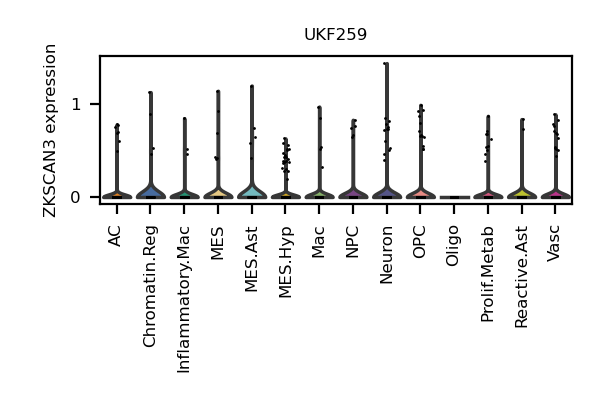 UKF259
ZKSCAN3 expression
1
0
AC
Chromatin.Reg
Inflammatory.Mac
MES
MES.Ast
MES.Hyp
Mac
NPC
Neuron
OPC
Oligo
Prolif.Metab
Reactive.Ast
Vasc